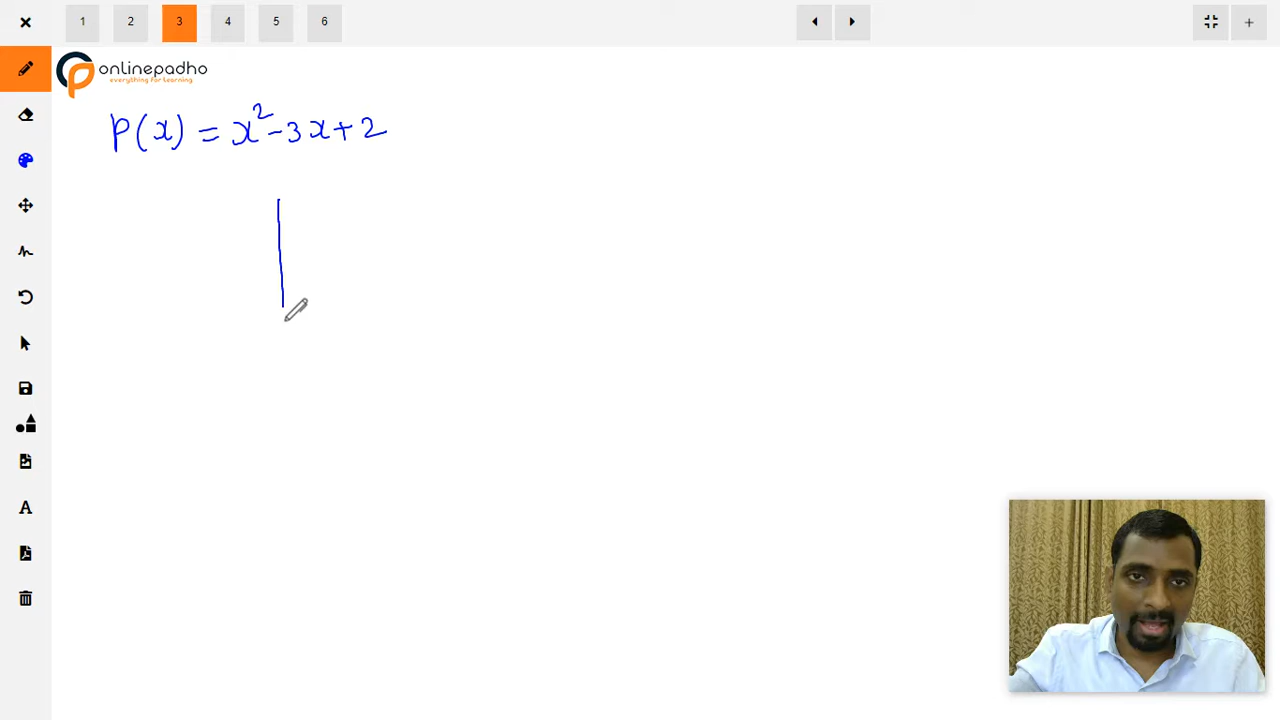 1 2 3 4 5 6
onlinepadho
everything for learning
P(x) = x²-3x+2
A